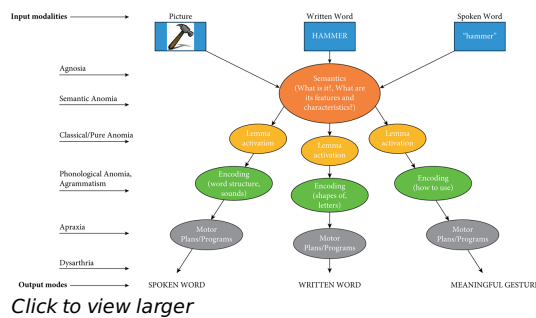 Input modalities
Picture
Written Word
Spoken Word
HAMMER
"hammer"
Agnosia
Semantics
(What is it?, What are
its features and
characteristics?)
Semantic Anomia
Classical/Pure Anomia
Lemma
activation
Lemma
activation
Lemma
activation
Phonological Anomia,
Agrammatism
Encoding
(word structure,
sounds)
Encoding
(shapes of,
letters)
Encoding
(how to use)
Apraxia
Motor
Plans/Programs
Motor
Plans/Programs
Motor
Plans/Programs
Dysarthria
Output modes
SPOKEN WORD
WRITTEN WORD
MEANINGFUL GESTUR
Click to view larger